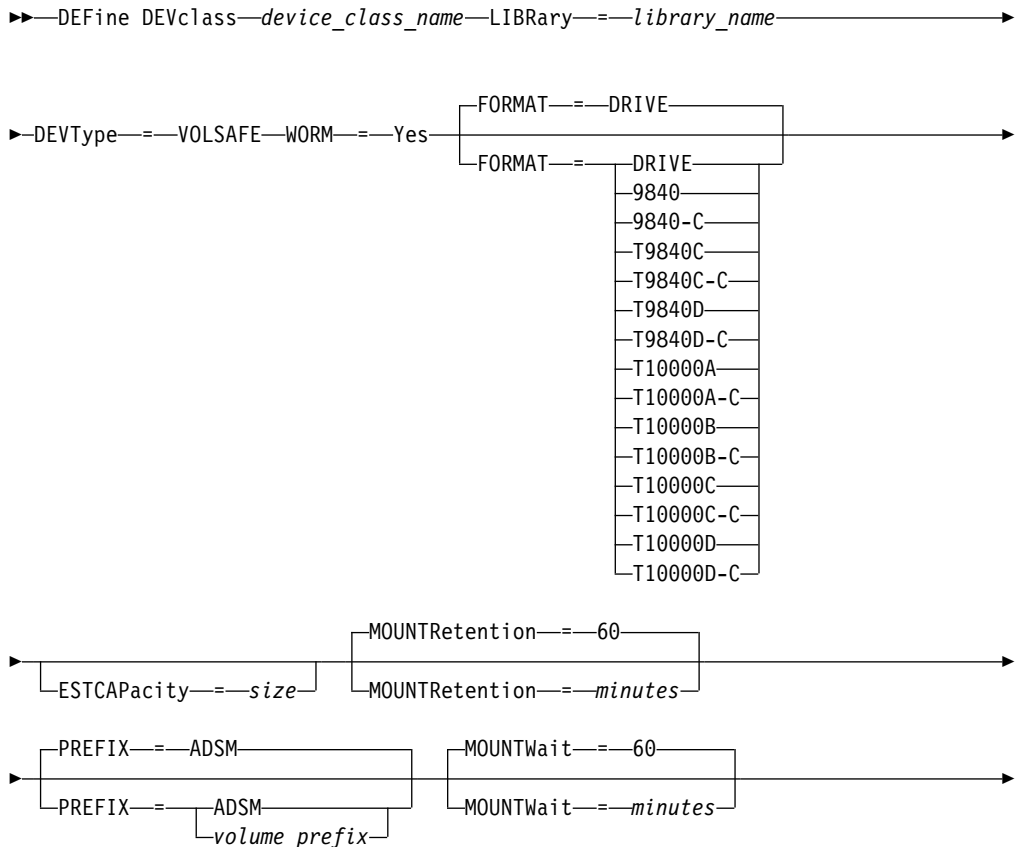 DEFine DEVclass device_class_name LIBRary = library_name
FORMAT = DRIVE
DEVType = VOLSAFE WORM = Yes
FORMAT = DRIVE
9840
9840-C
T9840C
T9840C-C
T9840D
T9840D-C
T10000A
T10000A-C
T10000B
T10000B-C
T10000C
T10000C-C
T10000D
T10000D-C
MOUNTRetention = 60
ESTCAPacity = size
MOUNTRetention = minutes
PREFIX = ADSM
MOUNTWait = 60
PREFIX = ADSM
MOUNTWait = minutes
volume prefix